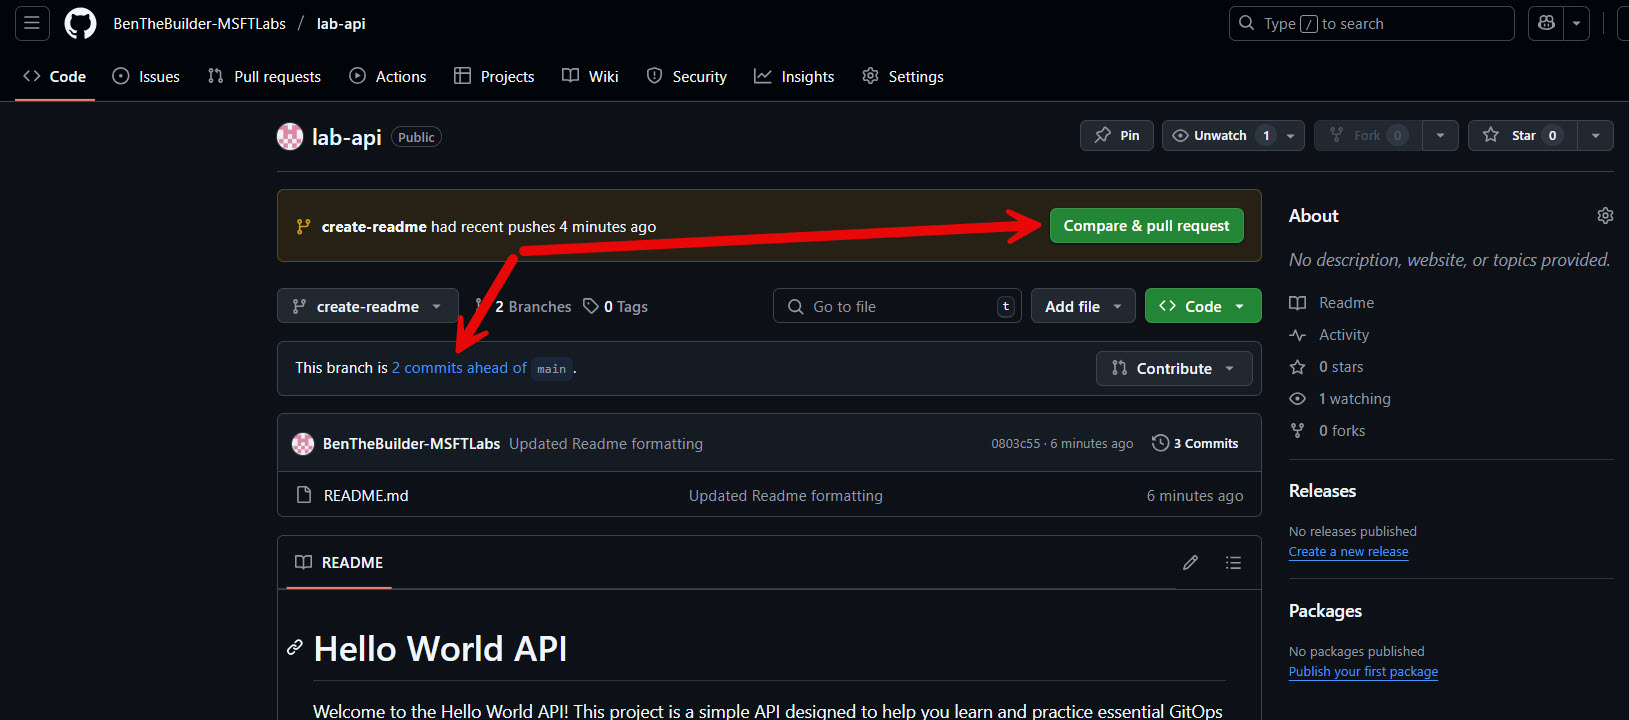 BenTheBuilder-MSFTLabs / lab-api
Type / to search
Code Issues Pull requests Actions Projects Wiki Security Insights Settings
lab-api Public
Pin Unwatch 1 Fork 0 Star 0
create-readme had recent pushes 4 minutes ago
Compare & pull request
create-readme 2 Branches 0 Tags
Go to file t Add file Code
This branch is 2 commits ahead of main.
Contribute
BenTheBuilder-MSFTLabs Updated Readme formatting 0803c55 · 6 minutes ago 3 Commits
README.md Updated Readme formatting 6 minutes ago
README
Hello World API
Welcome to the Hello World API! This project is a simple API designed to help you learn and practice essential GitOps
About
No description, website, or topics provided.
Readme
Activity
0 stars
1 watching
0 forks
Releases
No releases published
Create a new release
Packages
No packages published
Publish your first package